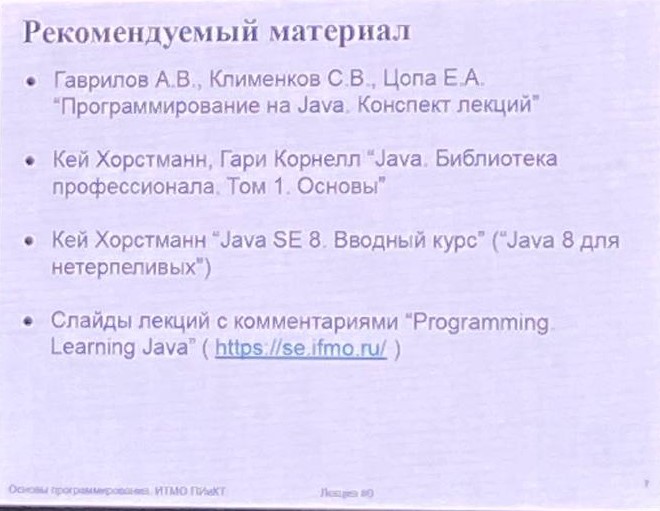 Рекомендуемый материал
• Гаврилов А.В., Клименков С.В., Цопа Е.А.
“Программирование на Java. Конспект лекций”
• Кей Хорстманн, Гари Корнелл “Java. Библиотека
профессионала. Том 1. Основы”
• Кей Хорстманн “Java SE 8. Вводный курс” (“Java 8 для
нетерпеливых”)
• Слайды лекций с комментариями “Programming.
Learning Java” ( https://se.ifmo.ru/ )
Основы программирования. ИТМО ПИиКТ Лекция #0